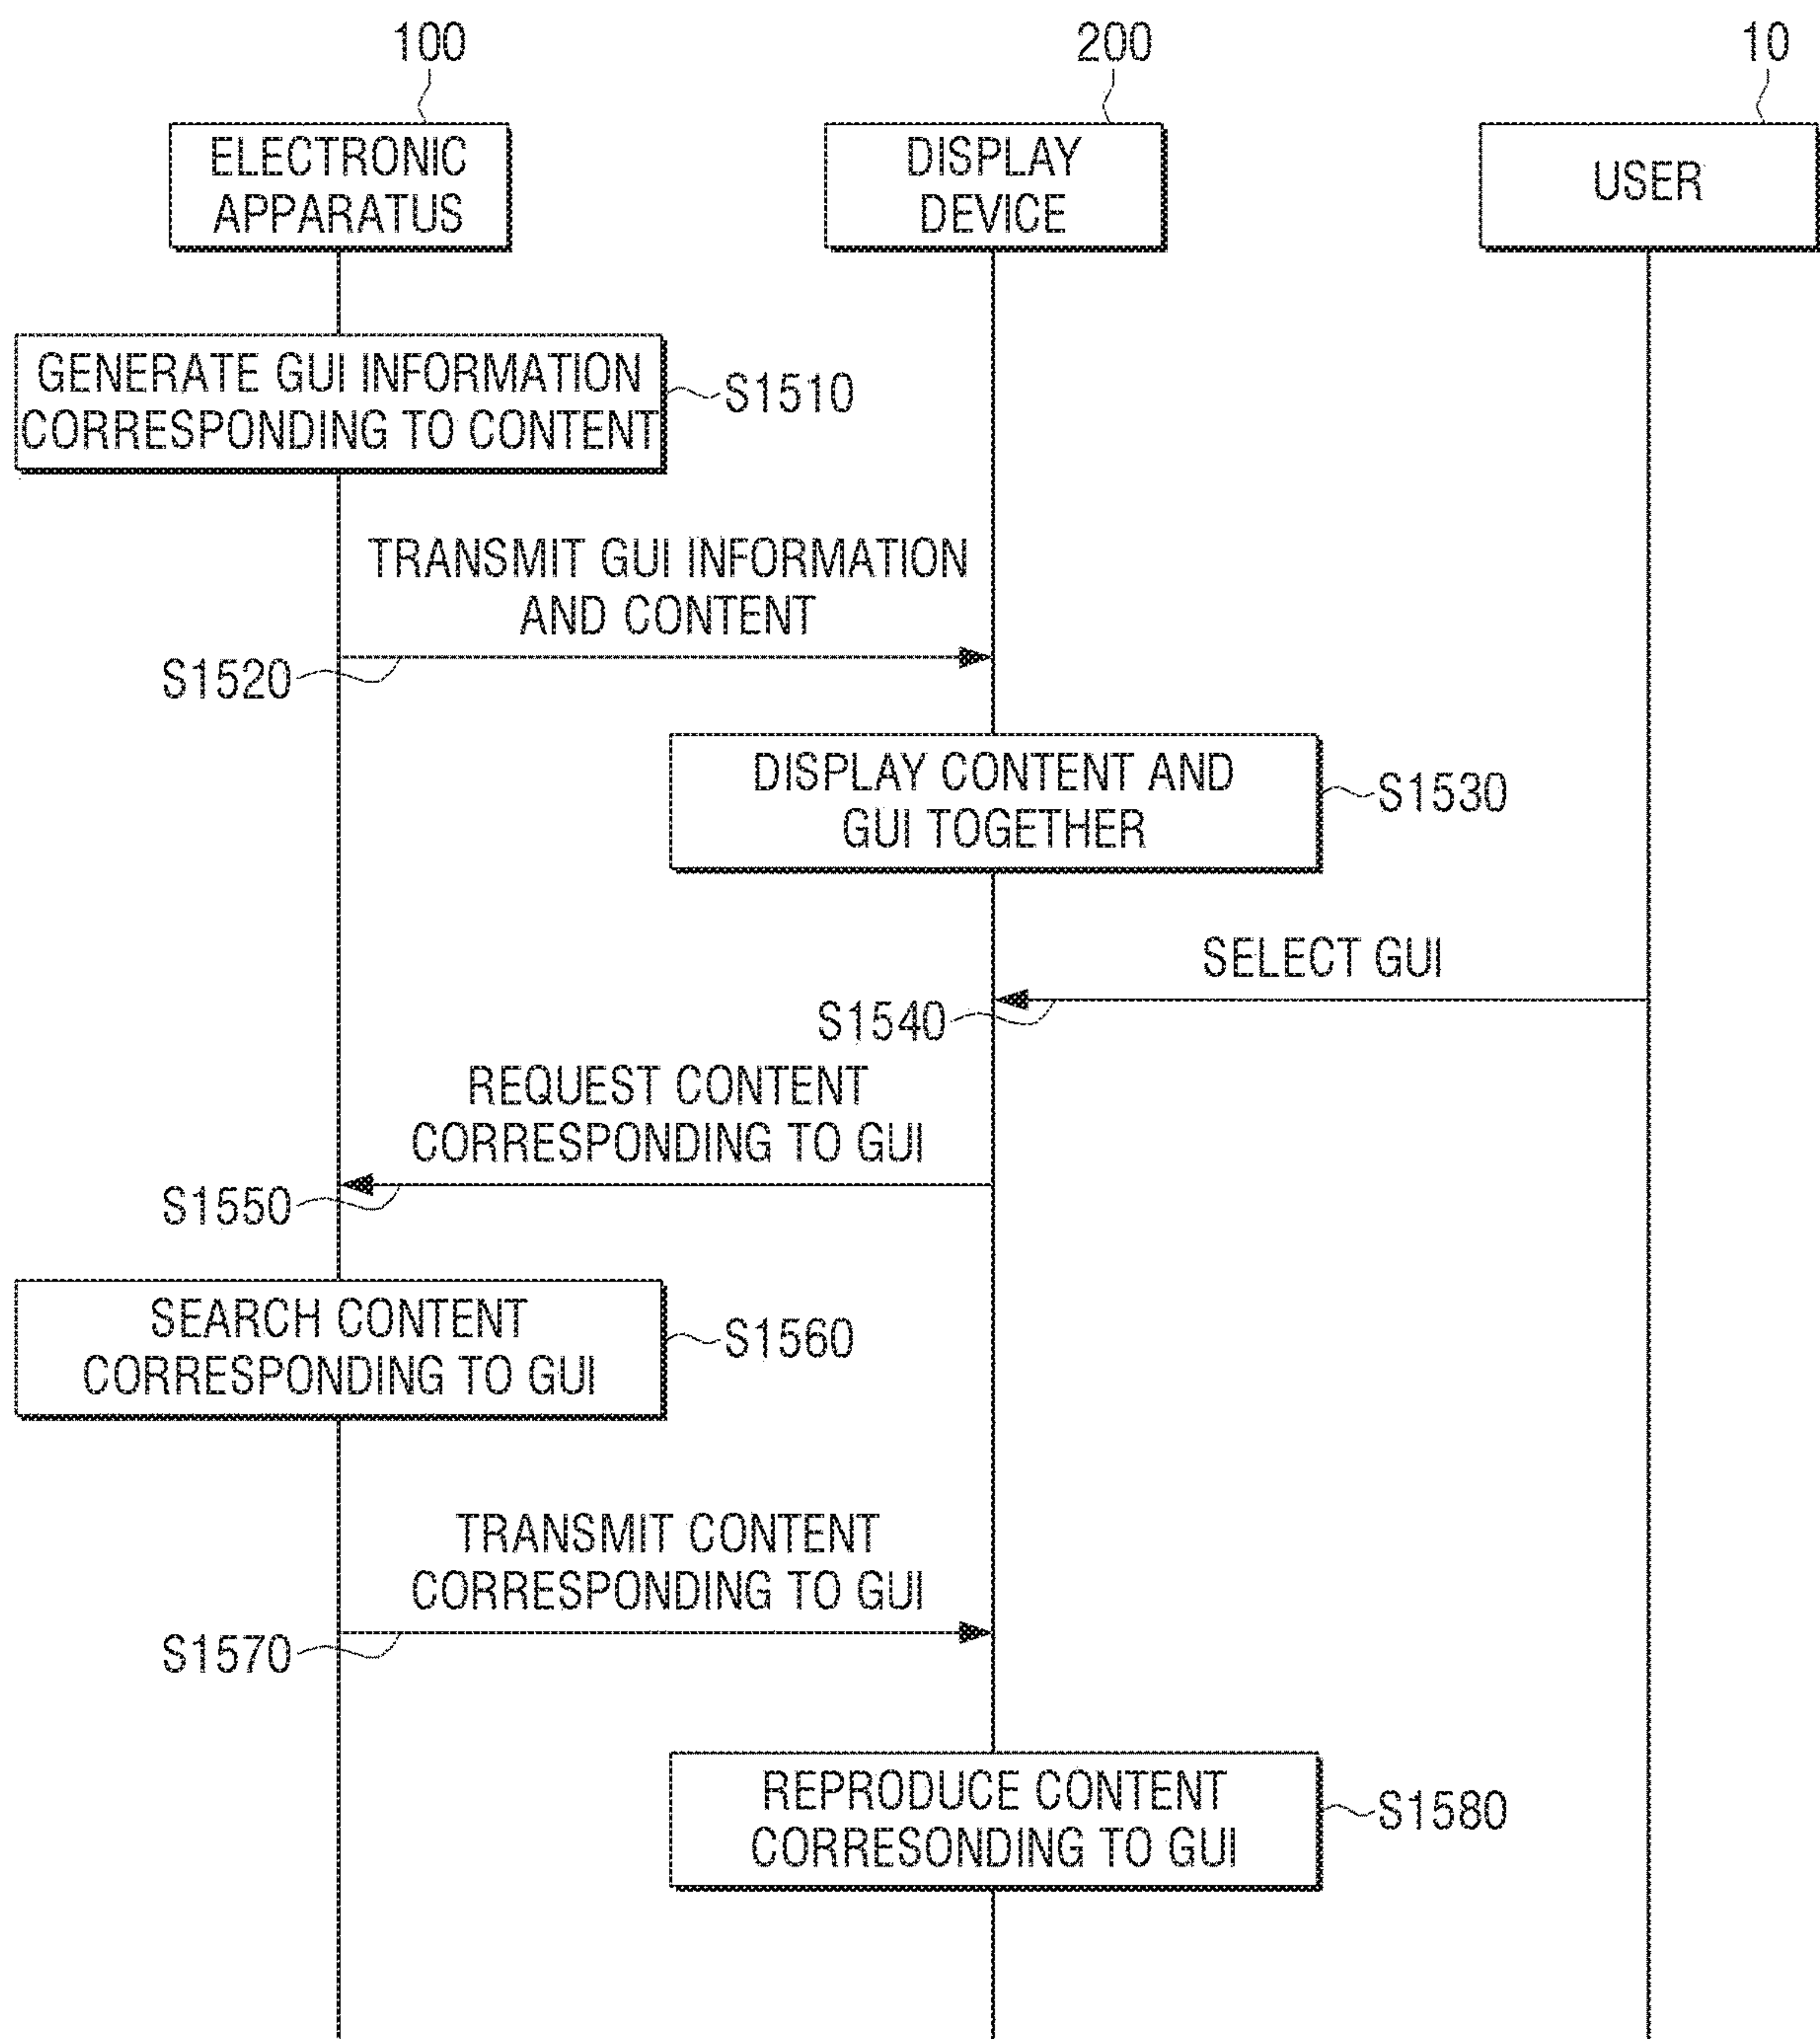 100
200
10
ELECTRONIC
APPARATUS
DISPLAY
DEVICE
USER
GENERATE GUI INFORMATION
CORRESPONDING TO CONTENT
S1510
TRANSMIT GUI INFORMATION
AND CONTENT
S1520
DISPLAY CONTENT AND
GUI TOGETHER
S1530
SELECT GUI
S1540
REQUEST CONTENT
CORRESPONDING TO GUI
S1550
SEARCH CONTENT
CORRESPONDING TO GUI
S1560
TRANSMIT CONTENT
CORRESPONDING TO GUI
S1570
REPRODUCE CONTENT
CORRESONDING TO GUI
S1580